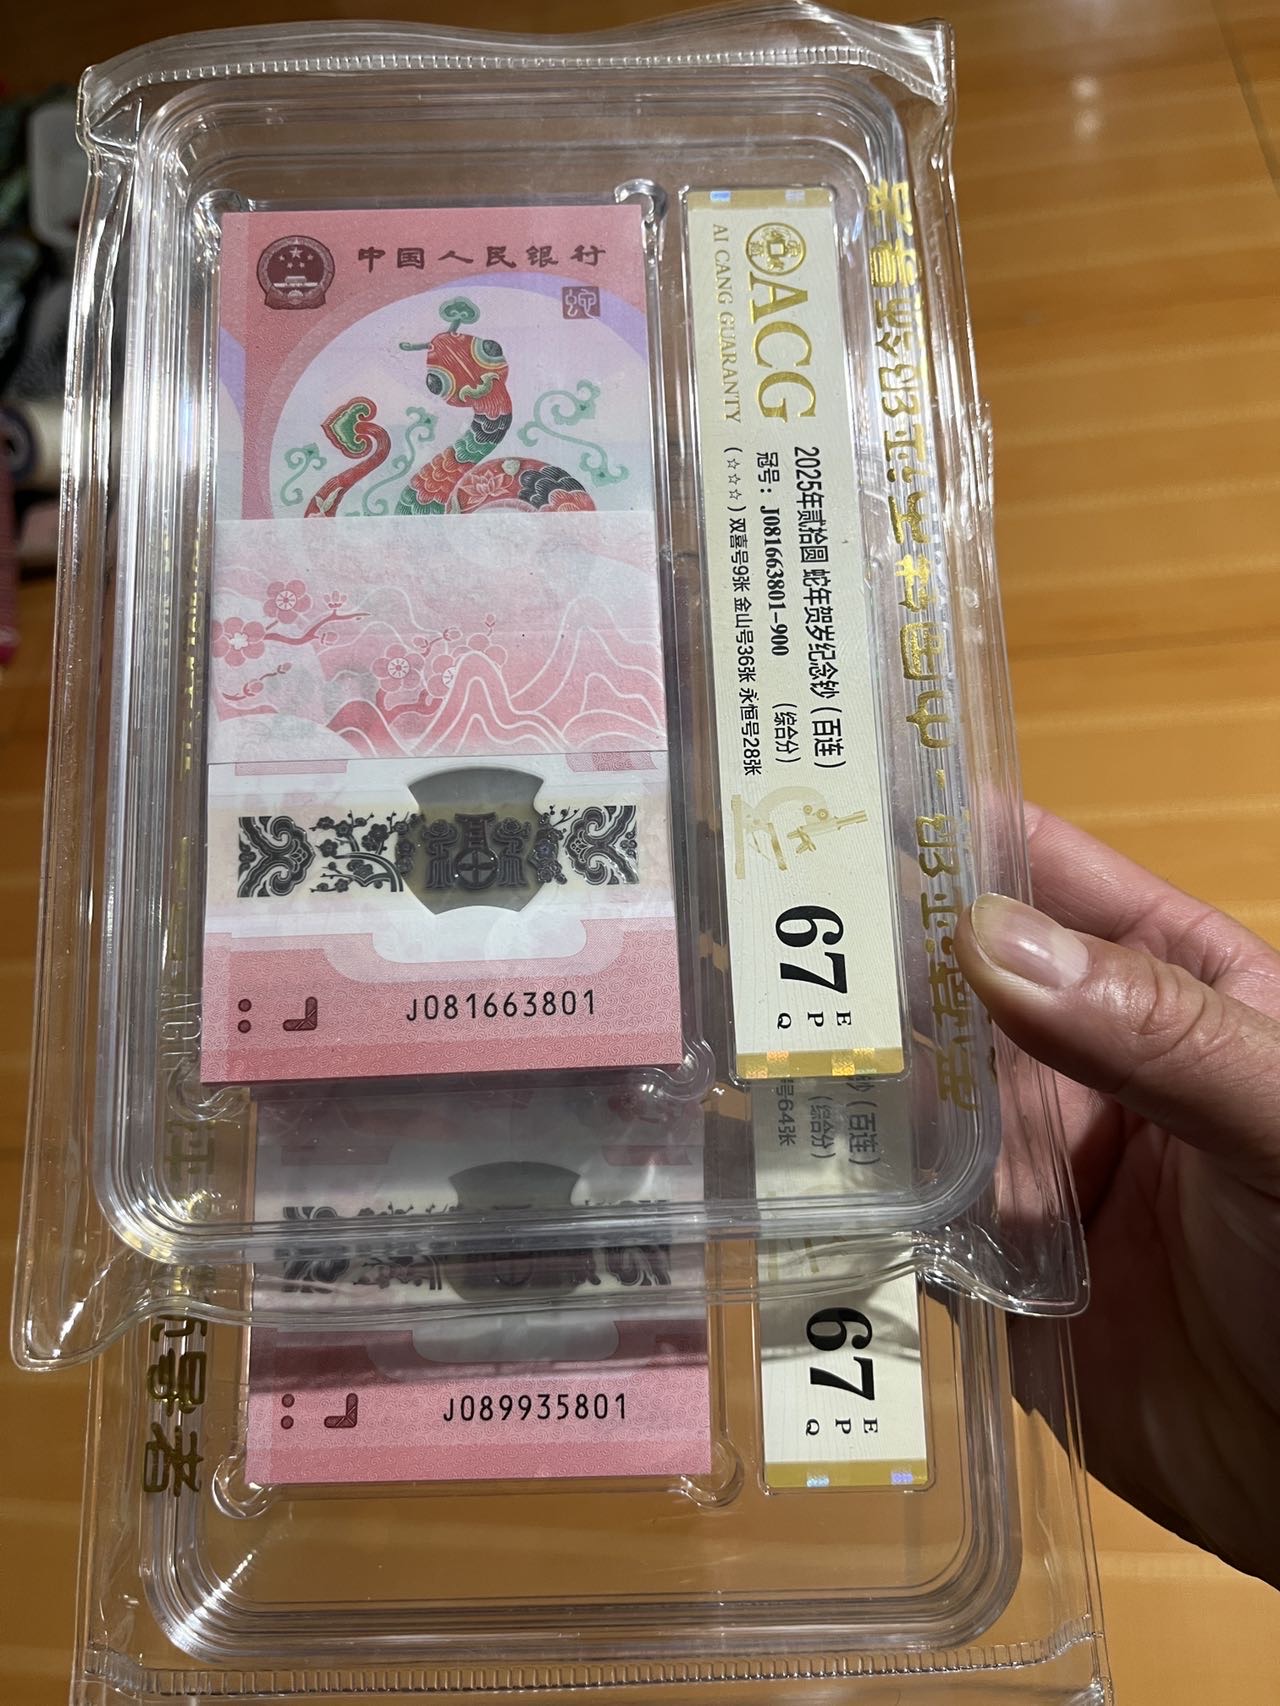 中国人民银行
蛇
J081663801
ACG
AI CANG GUARANTY
2025年贰拾圆 蛇年贺岁纪念钞（百连）
冠号：J081663801-900 （综合分）
（☆☆☆）双喜号9张 金山号36张 永恒号28张
67 E
P
Q
钞（百连）
（综合分）
号64张
J089935801
67 E
P
Q